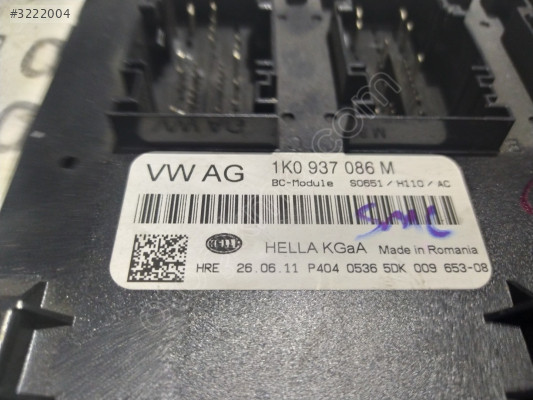 #3222004
VW AG
1K0 937 086 M
BC-Module S0651 / H110 / AC
HELLA
HELLA KGaA Made in Romania
HRE 26.06.11 P404 0536 5DK 009 653-08